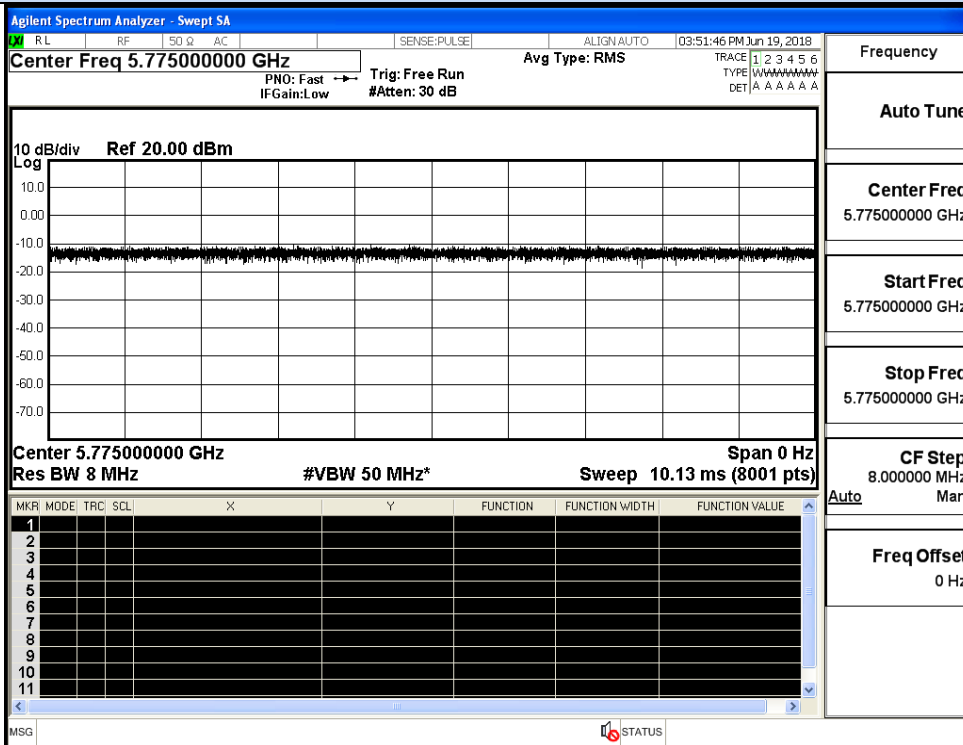 Agilent Spectrum Analyzer - Swept SA
LXI RL RF 50 Ω AC SENSE:PULSE ALIGN AUTO 03:51:46 PM Jun 19, 2018
Center Freq 5.775000000 GHz Avg Type: RMS TRACE 1 2 3 4 5 6
PNO: Fast Trig: Free Run TYPE
IFGain:Low #Atten: 30 dB DET A A A A A A
10 dB/div Ref 20.00 dBm
Log
10.0
0.00
-10.0
-20.0
-30.0
-40.0
-50.0
-60.0
-70.0
Center 5.775000000 GHz Span 0 Hz
Res BW 8 MHz #VBW 50 MHz* Sweep 10.13 ms (8001 pts)
MKR MODE TRC SCL X Y FUNCTION FUNCTION WIDTH FUNCTION VALUE
1
2
3
4
5
6
7
8
9
10
11
MSG STATUS
Frequency
Auto Tune
Center Freq
5.775000000 GHz
Start Freq
5.775000000 GHz
Stop Freq
5.775000000 GHz
CF Step
8.000000 MHz
Auto Man
Freq Offset
0 Hz